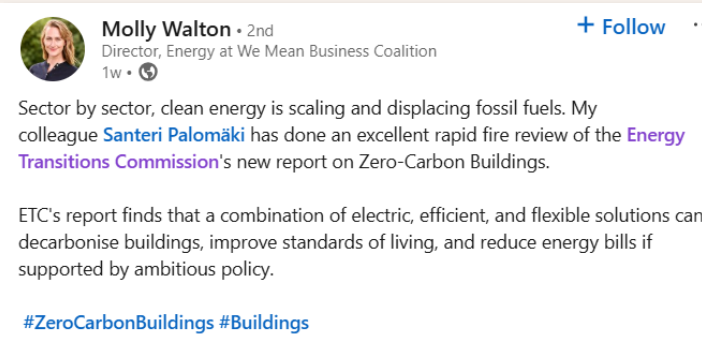 Molly Walton • 2nd
+ Follow
Director, Energy at We Mean Business Coalition
1w •
Sector by sector, clean energy is scaling and displacing fossil fuels. My
colleague Santeri Palomäki has done an excellent rapid fire review of the Energy
Transitions Commission's new report on Zero-Carbon Buildings.
ETC's report finds that a combination of electric, efficient, and flexible solutions can
decarbonise buildings, improve standards of living, and reduce energy bills if
supported by ambitious policy.
#ZeroCarbonBuildings #Buildings